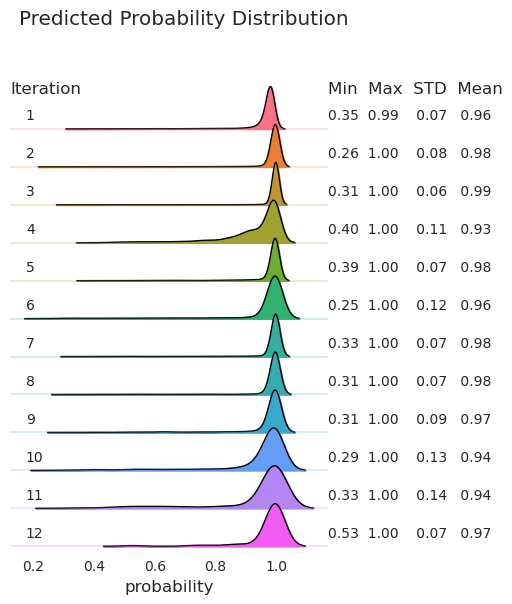 Predicted Probability Distribution
Iteration Min Max STD Mean
1 0.35 0.99 0.07 0.96
2 0.26 1.00 0.08 0.98
3 0.31 1.00 0.06 0.99
4 0.40 1.00 0.11 0.93
5 0.39 1.00 0.07 0.98
6 0.25 1.00 0.12 0.96
7 0.33 1.00 0.07 0.98
8 0.31 1.00 0.07 0.98
9 0.31 1.00 0.09 0.97
10 0.29 1.00 0.13 0.94
11 0.33 1.00 0.14 0.94
12 0.53 1.00 0.07 0.97
0.2 0.4 0.6 0.8 1.0
probability